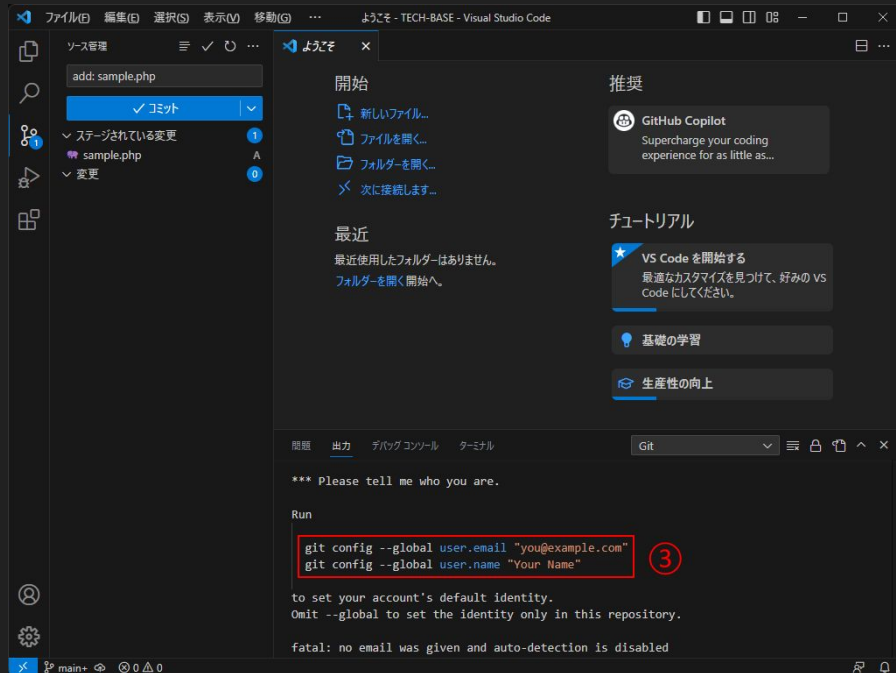 ファイル(F) 編集(E) 選択(S) 表示(V) 移動(G) … ようこそ - TECH-BASE - Visual Studio Code
ソース管理
ようこそ
add: sample.php
コミット
ステージされている変更 1
sample.php A
変更 0
1
開始
新しいファイル...
ファイルを開く...
フォルダーを開く...
次に接続します...
最近
最近使用したフォルダーはありません。
フォルダーを開く開始へ。
推奨
GitHub Copilot
Supercharge your coding
experience for as little as...
チュートリアル
VS Code を開始する
最適なカスタマイズを見つけて、好みの VS
Code にしてください。
基礎の学習
生産性の向上
問題 出力 デバッグ コンソール ターミナル Git
*** Please tell me who you are.
Run
git config --global user.email "you@example.com"
git config --global user.name "Your Name"
③
to set your account's default identity.
Omit --global to set the identity only in this repository.
fatal: no email was given and auto-detection is disabled
main+ 0 0